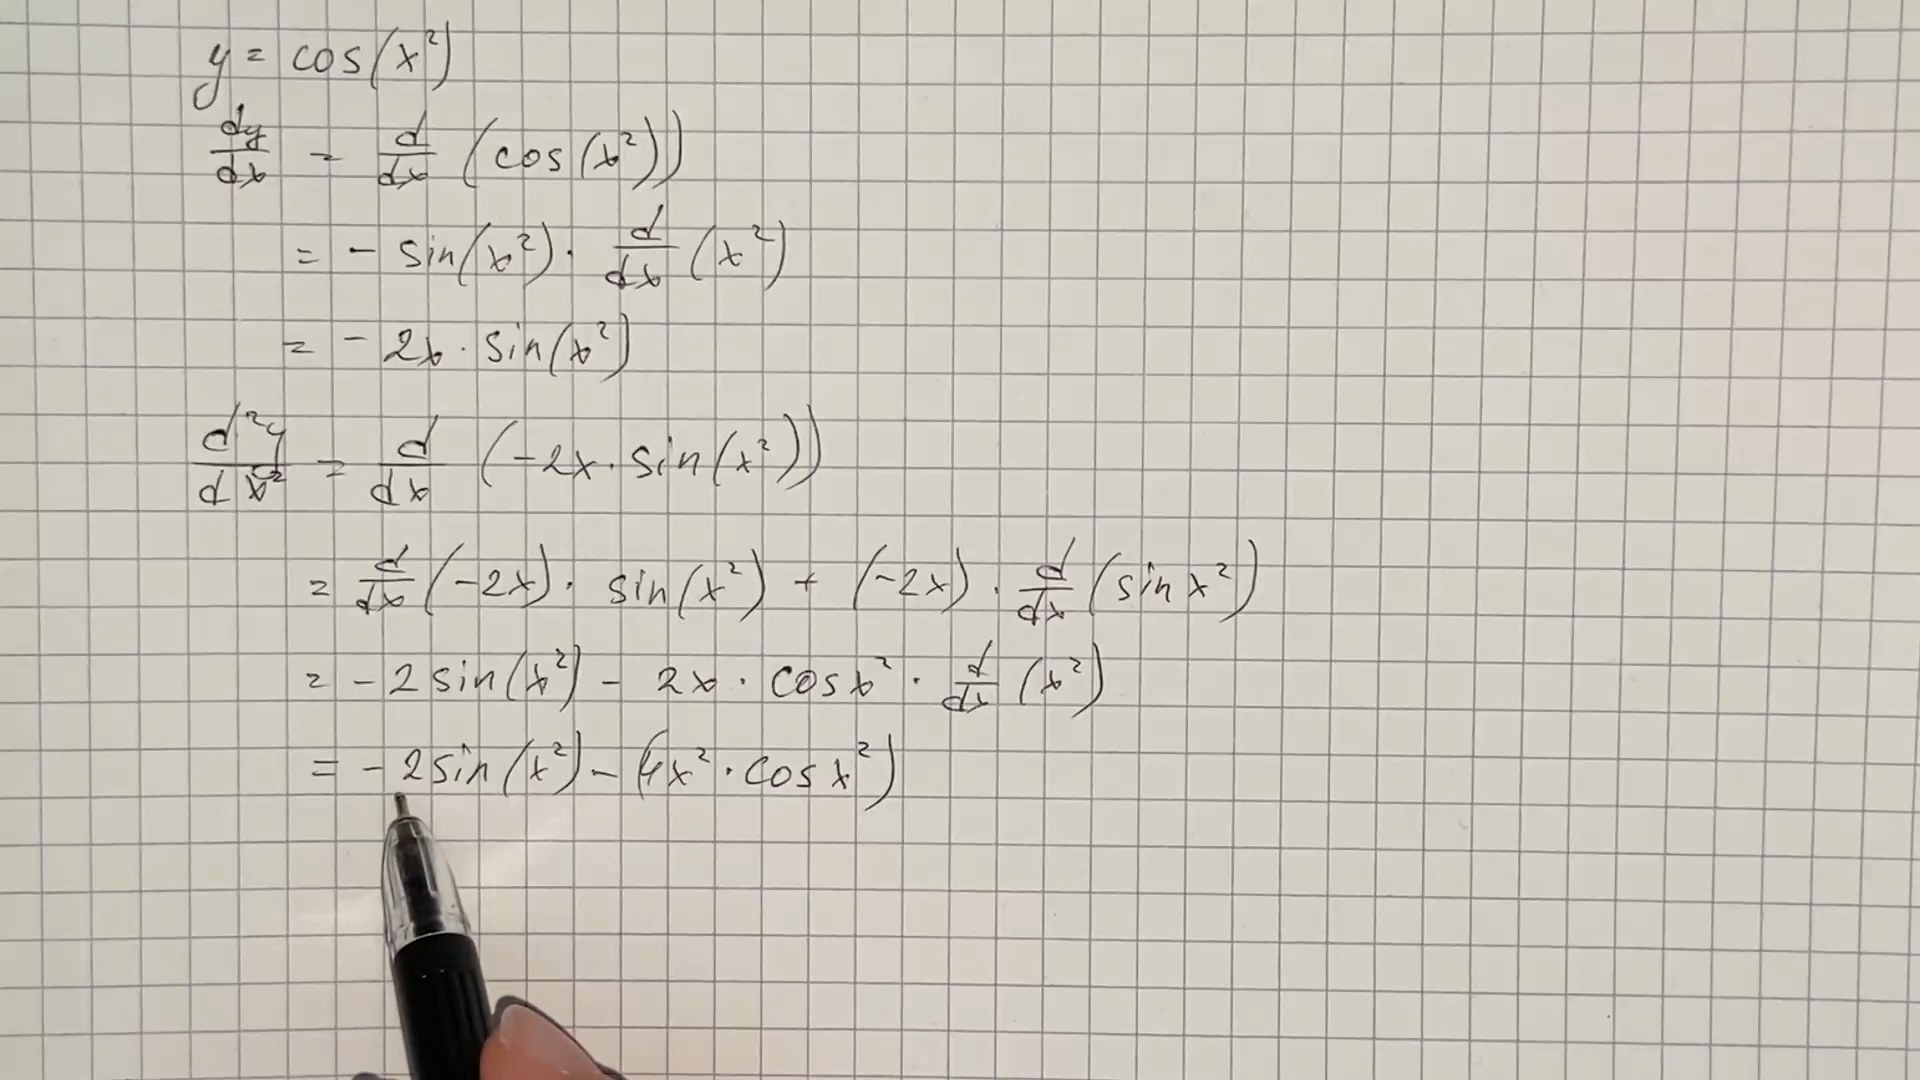 y = cos(x²)
dy/dx = d/dx (cos(x²))
= - sin(x²) · d/dx (x²)
= - 2x · sin(x²)
d²y/dx² = d/dx (-2x · sin(x²))
= d/dx (-2x) · sin(x²) + (-2x) · d/dx (sin x²)
= - 2 sin(x²) - 2x · cos x² · d/dx (x²)
= - 2 sin(x²) - (4x² · cos x²)